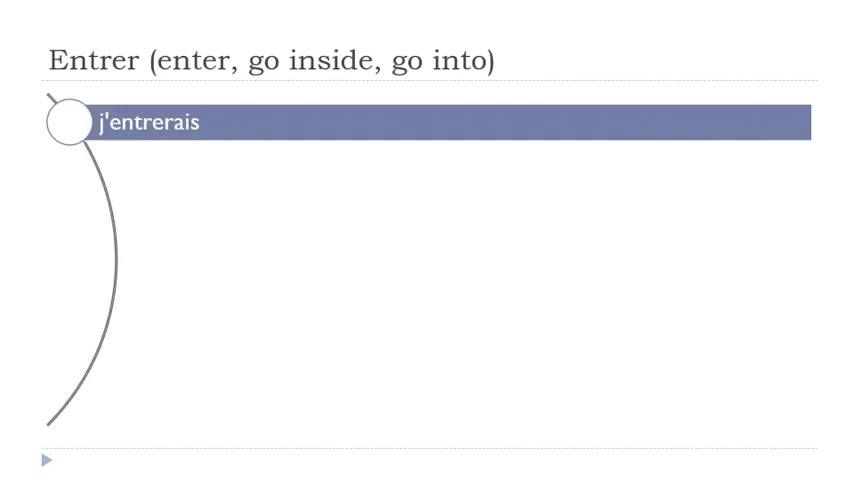 Entrer (enter, go inside, go into)
j'entrerais